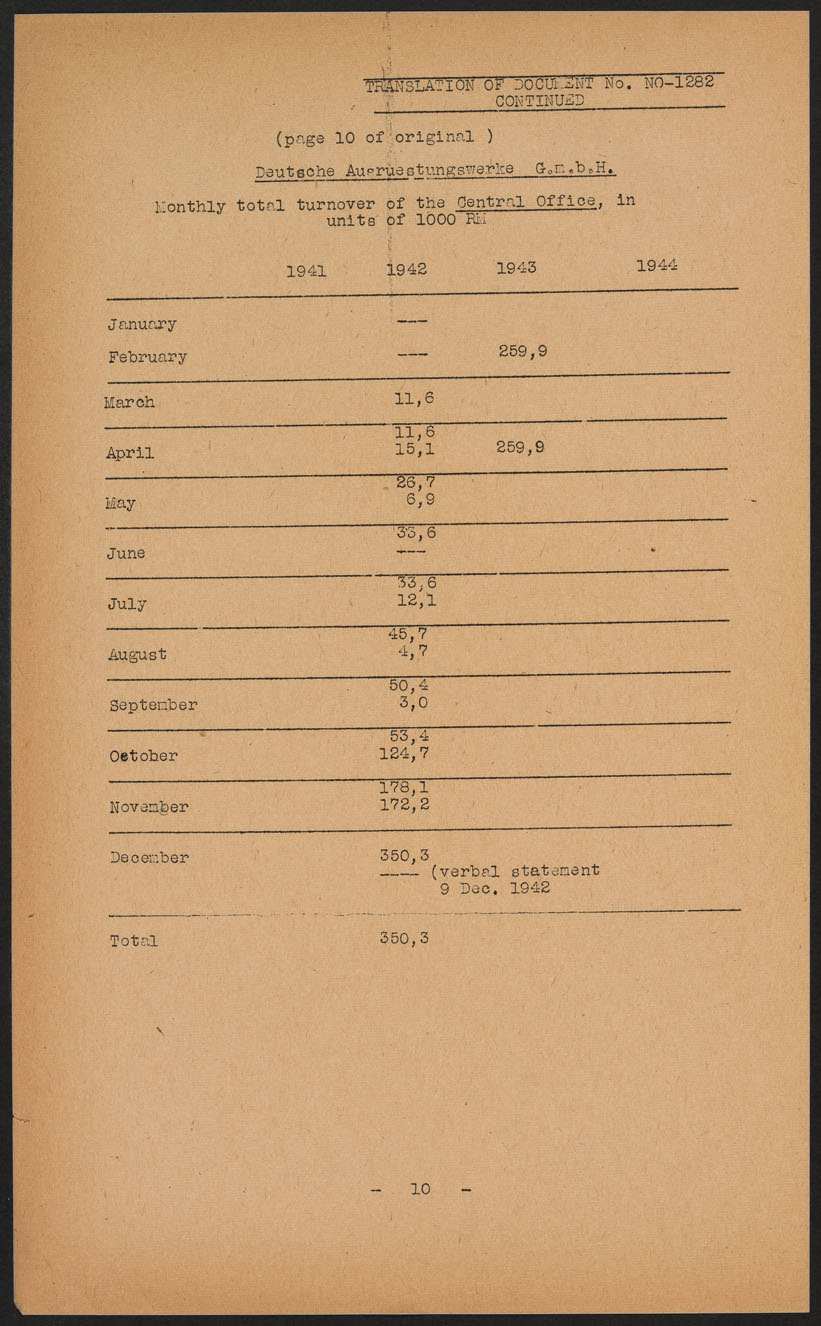 TRANSLATION OF DOCUMENT No. NO-1282
CONTINUED
(page 10 of original )
Deutsche Ausruestungswerke G.m.b.H.
Monthly total turnover of the Central Office, in
units of 1000 RM
1941 1942 1943 1944
January ---
February --- 259,9
March 11,6
11,6
April 15,1 259,9
26,7
May 6,9
33,6
June ---
33,6
July 12,1
45,7
August 4,7
50,4
September 3,0
53,4
October 124,7
178,1
November 172,2
December 350,3
---- (verbal statement
9 Dec. 1942
Total 350,3
- 10 -